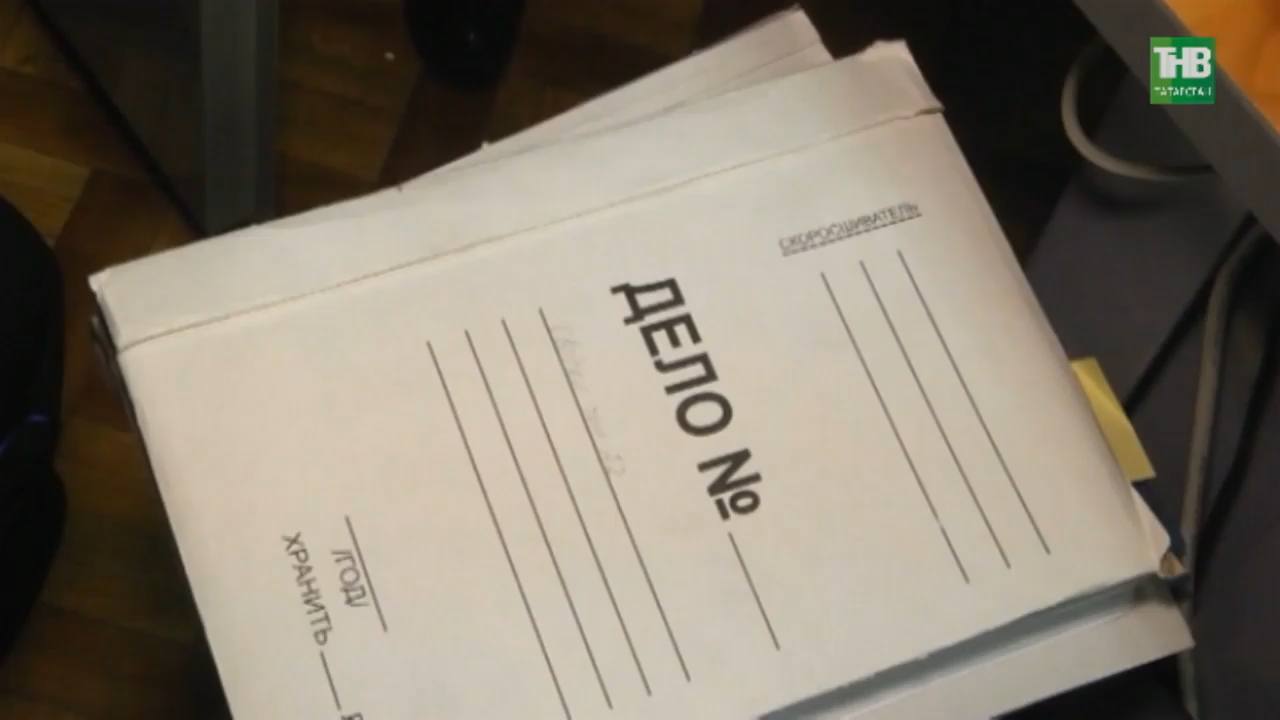 ТНВ
ТАТАРСТАН
СКОРОСШИВАТЕЛЬ
ДЕЛО №
/ГОД/
ХРАНИТЬ